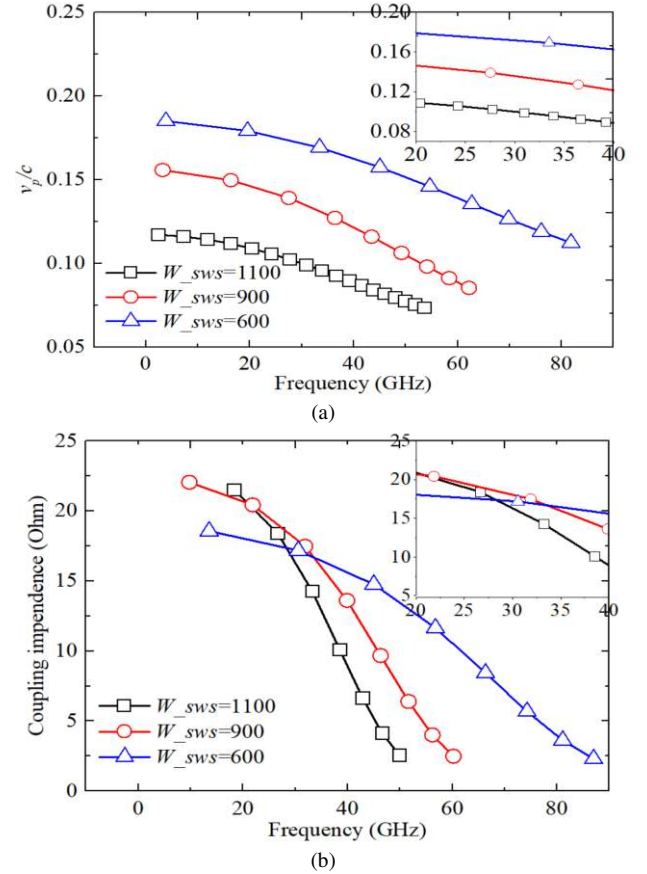 0.25
0.20
0.15
0.10
0.05
v_p/c
0.20
0.16
0.12
0.08
20 25 30 35 40
W_sws=1100
W_sws=900
W_sws=600
0 20 40 60 80
Frequency (GHz)
(a)
25
20
15
10
5
0
Coupling impendence (Ohm)
25
20
15
10
5
20 25 30 35 40
W_sws=1100
W_sws=900
W_sws=600
0 20 40 60 80
Frequency (GHz)
(b)